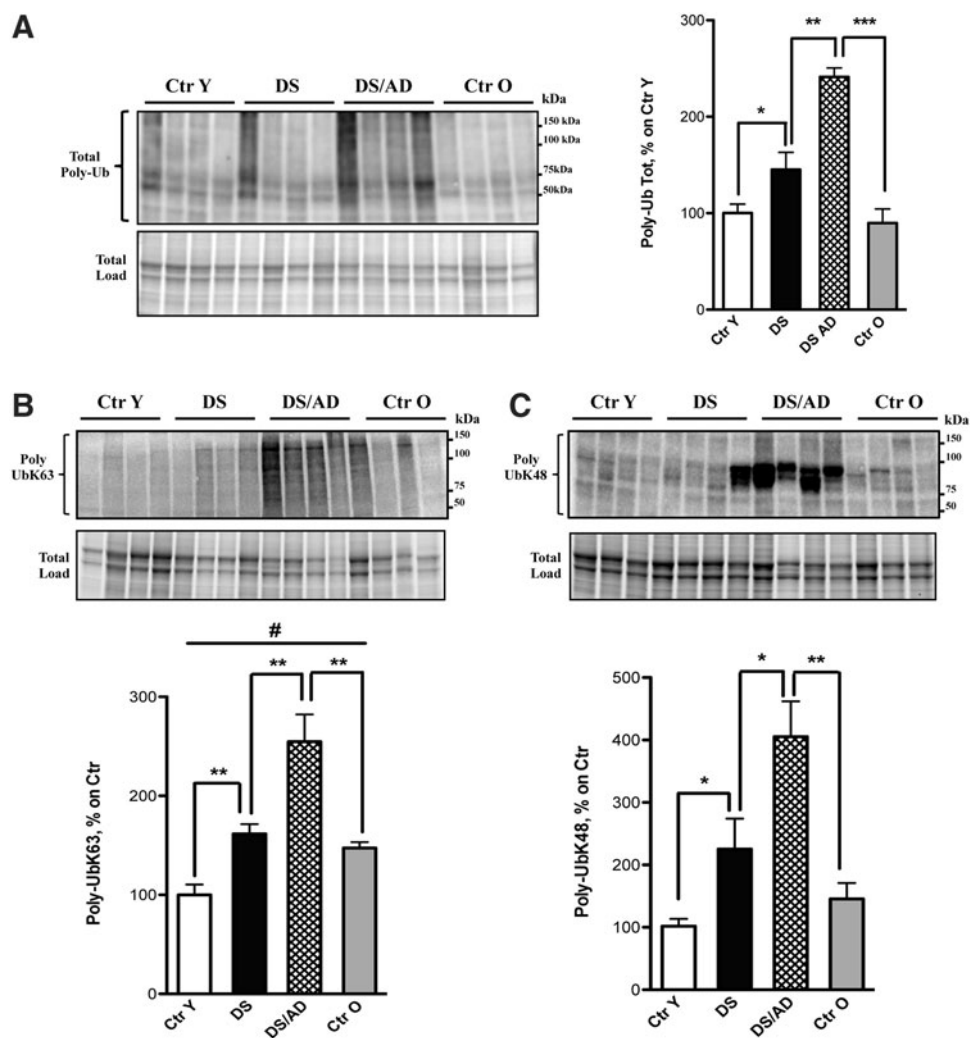 A
Ctr Y DS DS/AD Ctr O
kDa
150 kDa
100 kDa
75kDa
50kDa
Total
Poly-Ub
Total
Load
** ***
*
300
200
100
0
Poly-Ub Tot, % on Ctr Y
Ctr Y DS DS AD Ctr O
B
Ctr Y DS DS/AD Ctr O
kDa
150
100
75
50
Poly
UbK63
Total
Load
#
** **
**
300
200
100
0
Poly-UbK63, % on Ctr
Ctr Y DS DS/AD Ctr O
C
Ctr Y DS DS/AD Ctr O
kDa
150
100
75
50
Poly
UbK48
Total
Load
* **
*
500
400
300
200
100
0
Poly-UbK48, % on Ctr
Ctr Y DS DS/AD Ctr O